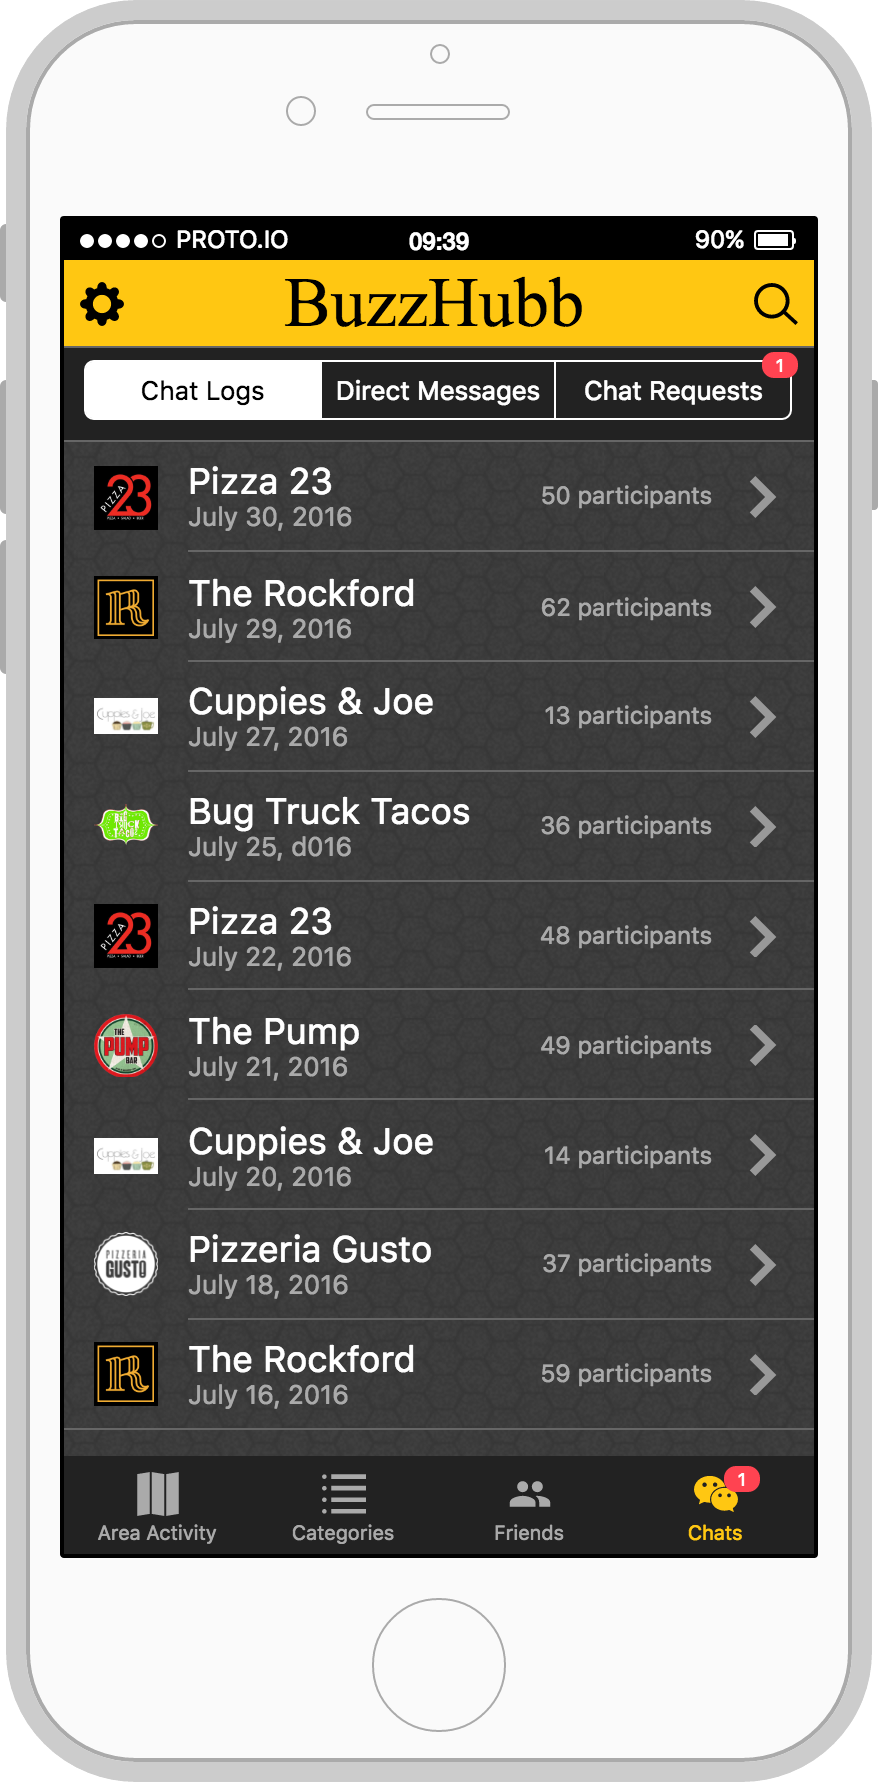 PROTO.IO 09:39 90%
BuzzHubb
Chat Logs Direct Messages Chat Requests 1
PIZZA 23
Pizza 23
July 30, 2016
50 participants
R
The Rockford
July 29, 2016
62 participants
Cuppies & Joe
Cuppies & Joe
July 27, 2016
13 participants
Bug Truck Tacos
July 25, d016
36 participants
PIZZA 23
Pizza 23
July 22, 2016
48 participants
THE
PUMP
BAR
The Pump
July 21, 2016
49 participants
Cuppies & Joe
Cuppies & Joe
July 20, 2016
14 participants
PIZZERIA
GUSTO
Pizzeria Gusto
July 18, 2016
37 participants
R
The Rockford
July 16, 2016
59 participants
1
Area Activity Categories Friends Chats